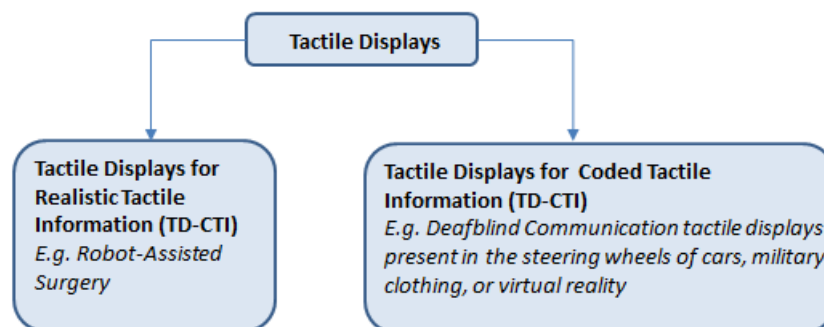 Tactile Displays
Tactile Displays for
Realistic Tactile
Information (TD-CTI)
E.g. Robot-Assisted
Surgery
Tactile Displays for Coded Tactile
Information (TD-CTI)
E.g. Deafblind Communication tactile displays
present in the steering wheels of cars, military
clothing, or virtual reality